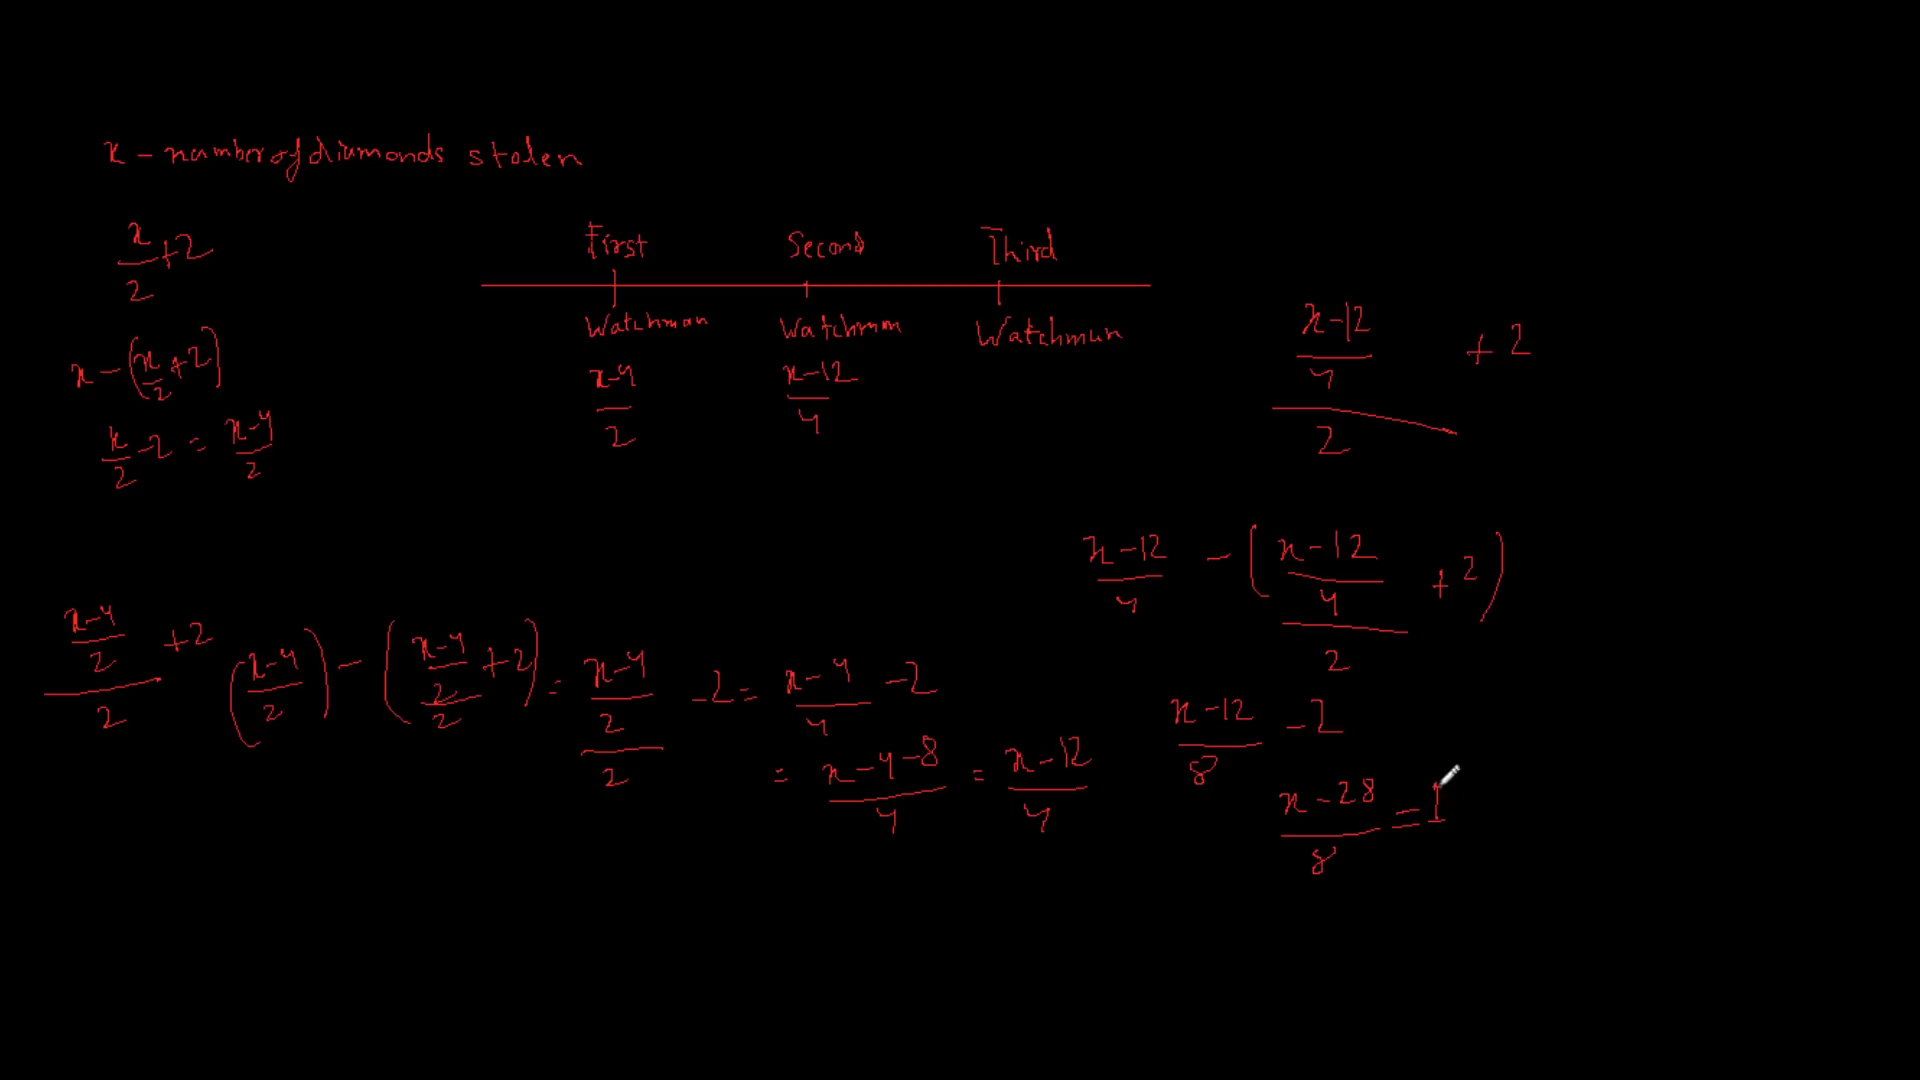 x - number of diamonds stolen
x/2 + 2
x - (x/2 + 2)
x/2 - 2 = (x-4)/2
First Second Third
Watchman Watchman Watchman
(x-4)/2 (x-12)/4
((x-12)/4)/2 + 2
(x-12)/4 - (((x-12)/4)/2 + 2)
((x-4)/2)/2 + 2
((x-4)/2) - (((x-4)/2)/2 + 2) = ((x-4)/2)/2 - 2 = (x-4)/4 - 2
= (x-4-8)/4 = (x-12)/4
(x-12)/8 - 2
(x-28)/8 = 1